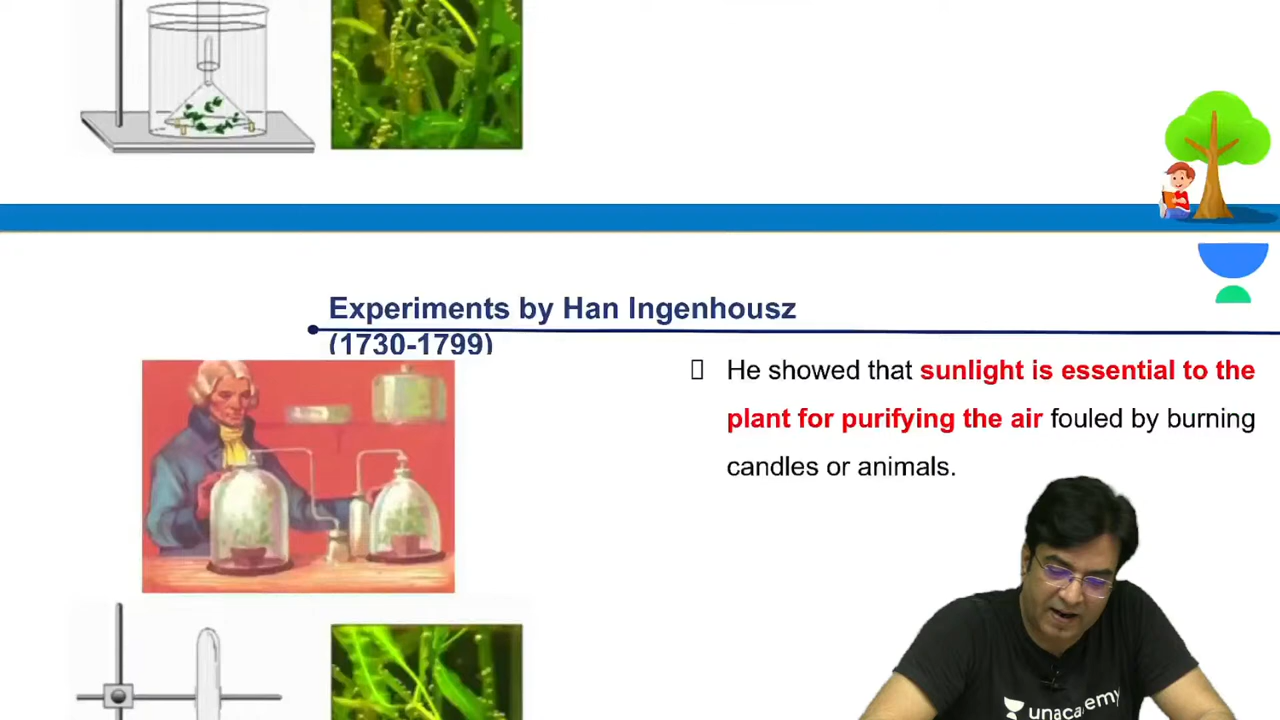 Experiments by Han Ingenhousz
(1730-1799)
He showed that sunlight is essential to the
plant for purifying the air fouled by burning
candles or animals.
unacademy